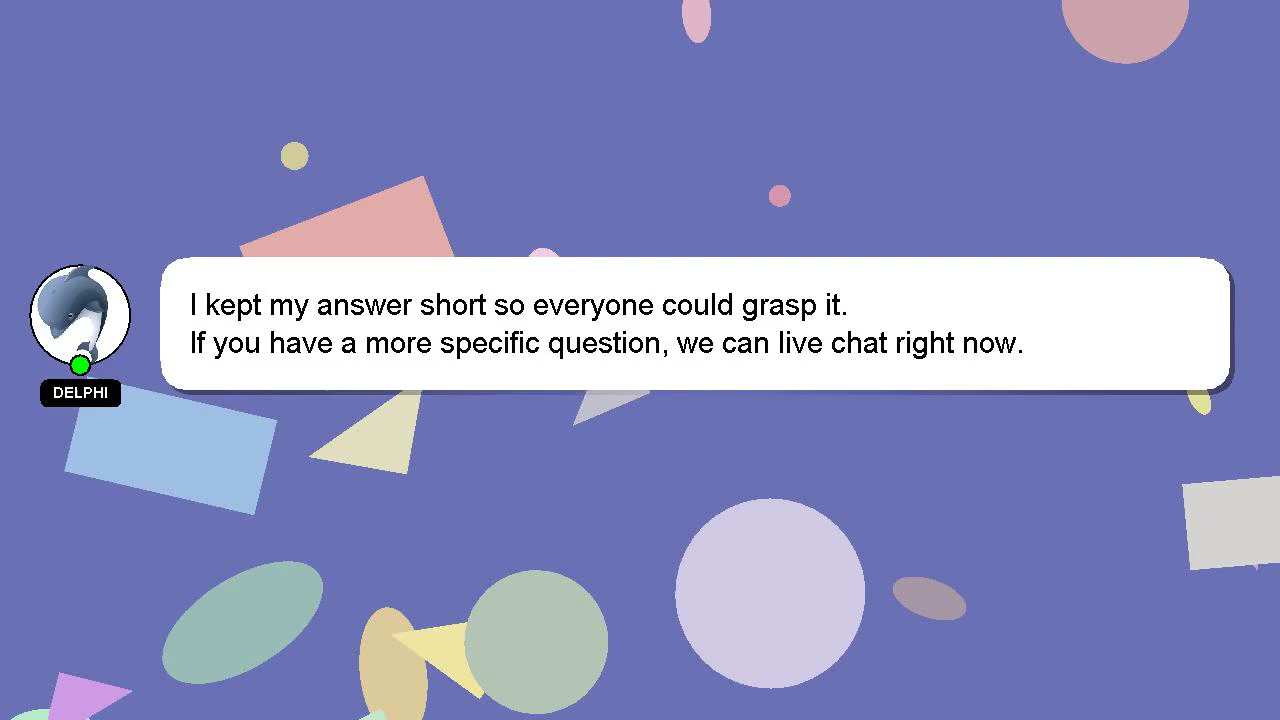 I kept my answer short so everyone could grasp it.
If you have a more specific question, we can live chat right now.
DELPHI